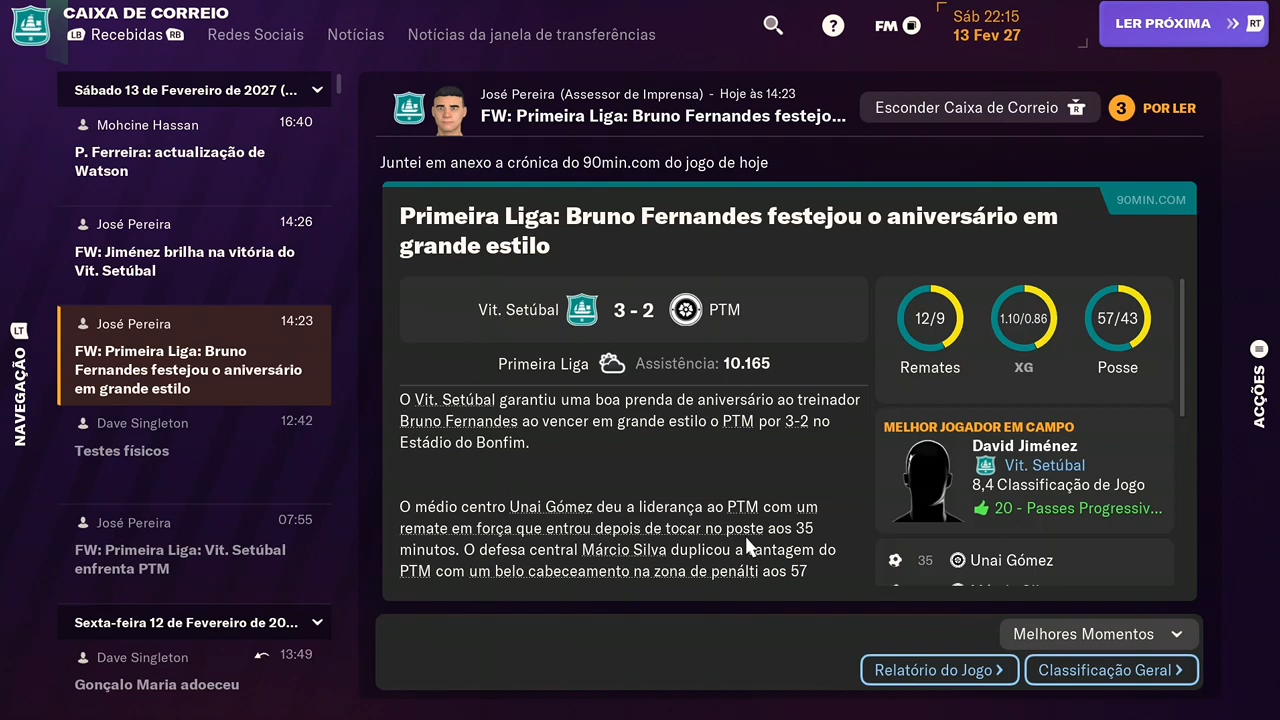 CAIXA DE CORREIO
LB Recebidas RB Redes Sociais Notícias Notícias da janela de transferências
?
FM
Sáb 22:15
13 Fev 27
LER PRÓXIMA RT
LT
NAVEGAÇÃO
Sábado 13 de Fevereiro de 2027 (...
Mohcine Hassan 16:40
P. Ferreira: actualização de
Watson
José Pereira 14:26
FW: Jiménez brilha na vitória do
Vit. Setúbal
José Pereira 14:23
FW: Primeira Liga: Bruno
Fernandes festejou o aniversário
em grande estilo
Dave Singleton 12:42
Testes físicos
José Pereira 07:55
FW: Primeira Liga: Vit. Setúbal
enfrenta PTM
Sexta-feira 12 de Fevereiro de 20...
Dave Singleton 13:49
Gonçalo Maria adoeceu
José Pereira (Assessor de Imprensa) - Hoje às 14:23
FW: Primeira Liga: Bruno Fernandes festejo...
Esconder Caixa de Correio R
3 POR LER
Juntei em anexo a crónica do 90min.com do jogo de hoje
90MIN.COM
Primeira Liga: Bruno Fernandes festejou o aniversário em
grande estilo
Vit. Setúbal 3 - 2 PTM
Primeira Liga Assistência: 10.165
O Vit. Setúbal garantiu uma boa prenda de aniversário ao treinador
Bruno Fernandes ao vencer em grande estilo o PTM por 3-2 no
Estádio do Bonfim.
O médio centro Unai Gómez deu a liderança ao PTM com um
remate em força que entrou depois de tocar no poste aos 35
minutos. O defesa central Márcio Silva duplicou a vantagem do
PTM com um belo cabeceamento na zona de penálti aos 57
12/9 1.10/0.86 57/43
Remates XG Posse
MELHOR JOGADOR EM CAMPO
David Jiménez
Vit. Setúbal
8,4 Classificação de Jogo
20 - Passes Progressiv...
35 Unai Gómez
Melhores Momentos
Relatório do Jogo
Classificação Geral
ACÇÕES